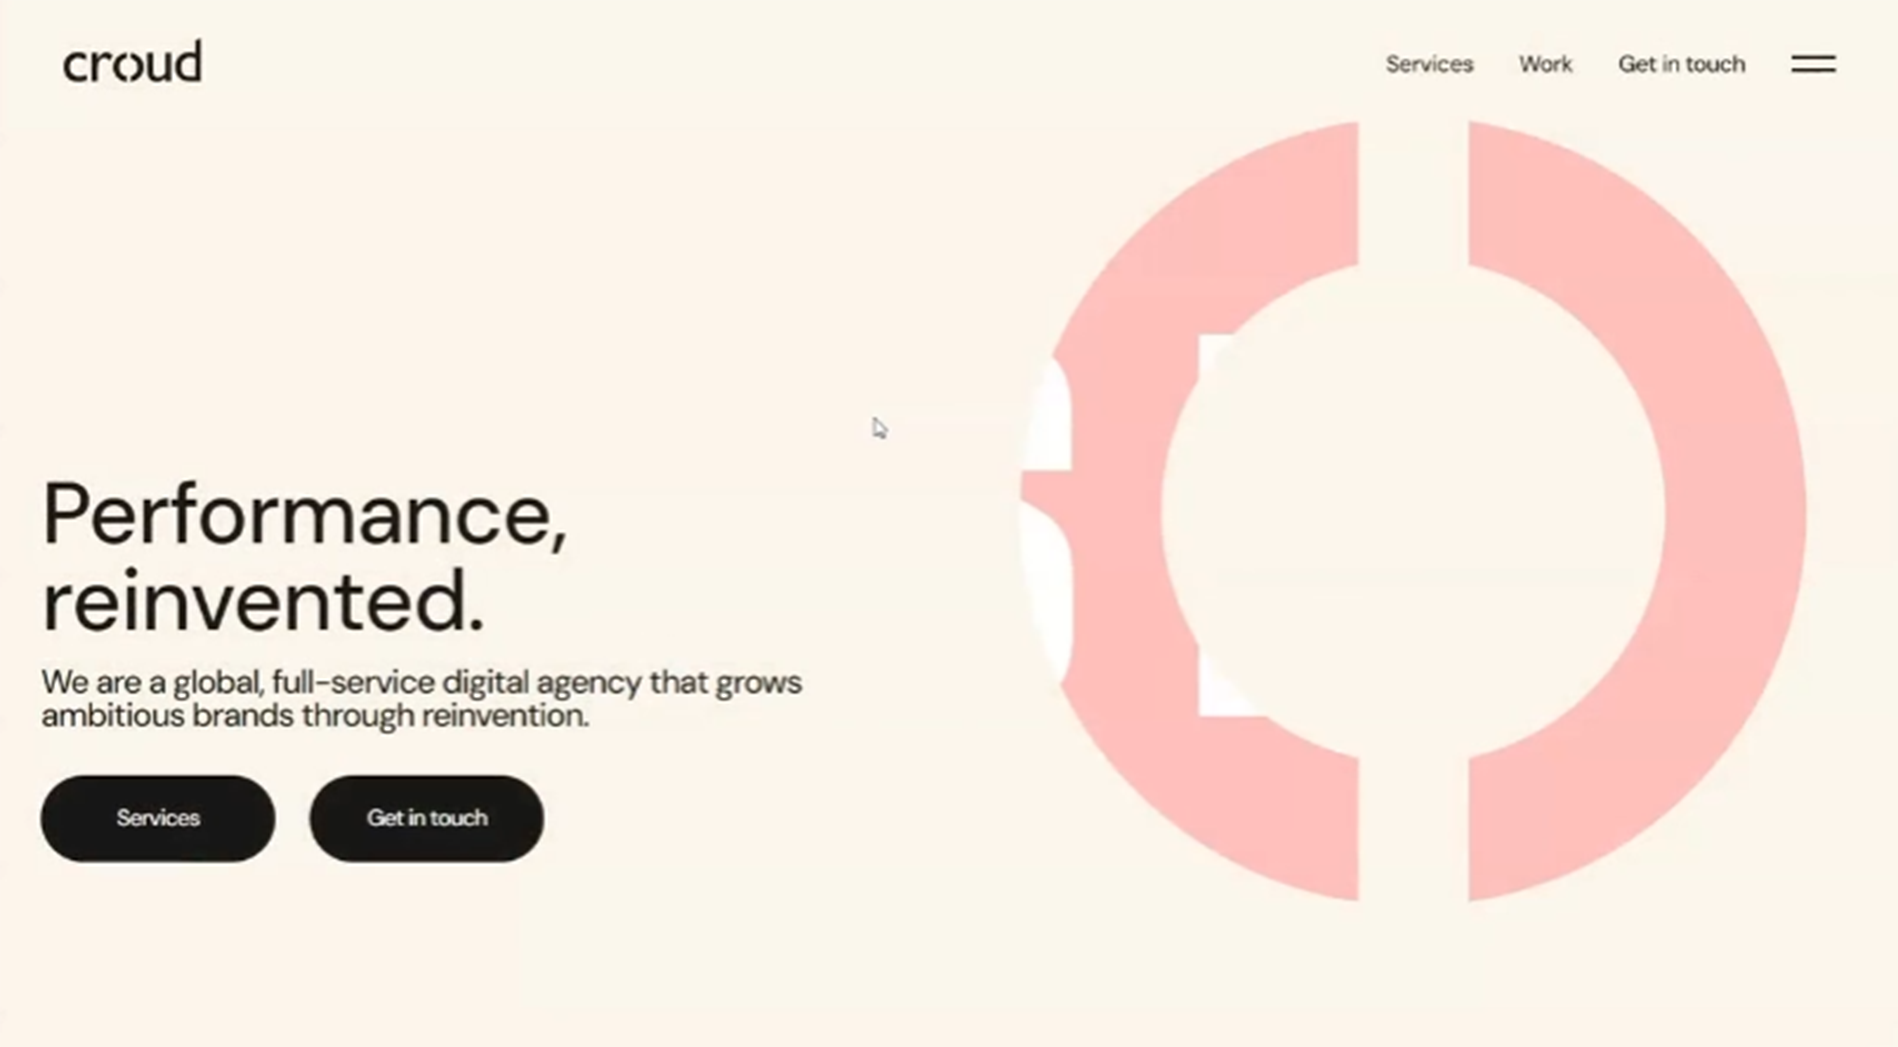 croud
Services
Work
Get in touch
Performance,
reinvented.
We are a global, full-service digital agency that grows
ambitious brands through reinvention.
Services
Get in touch